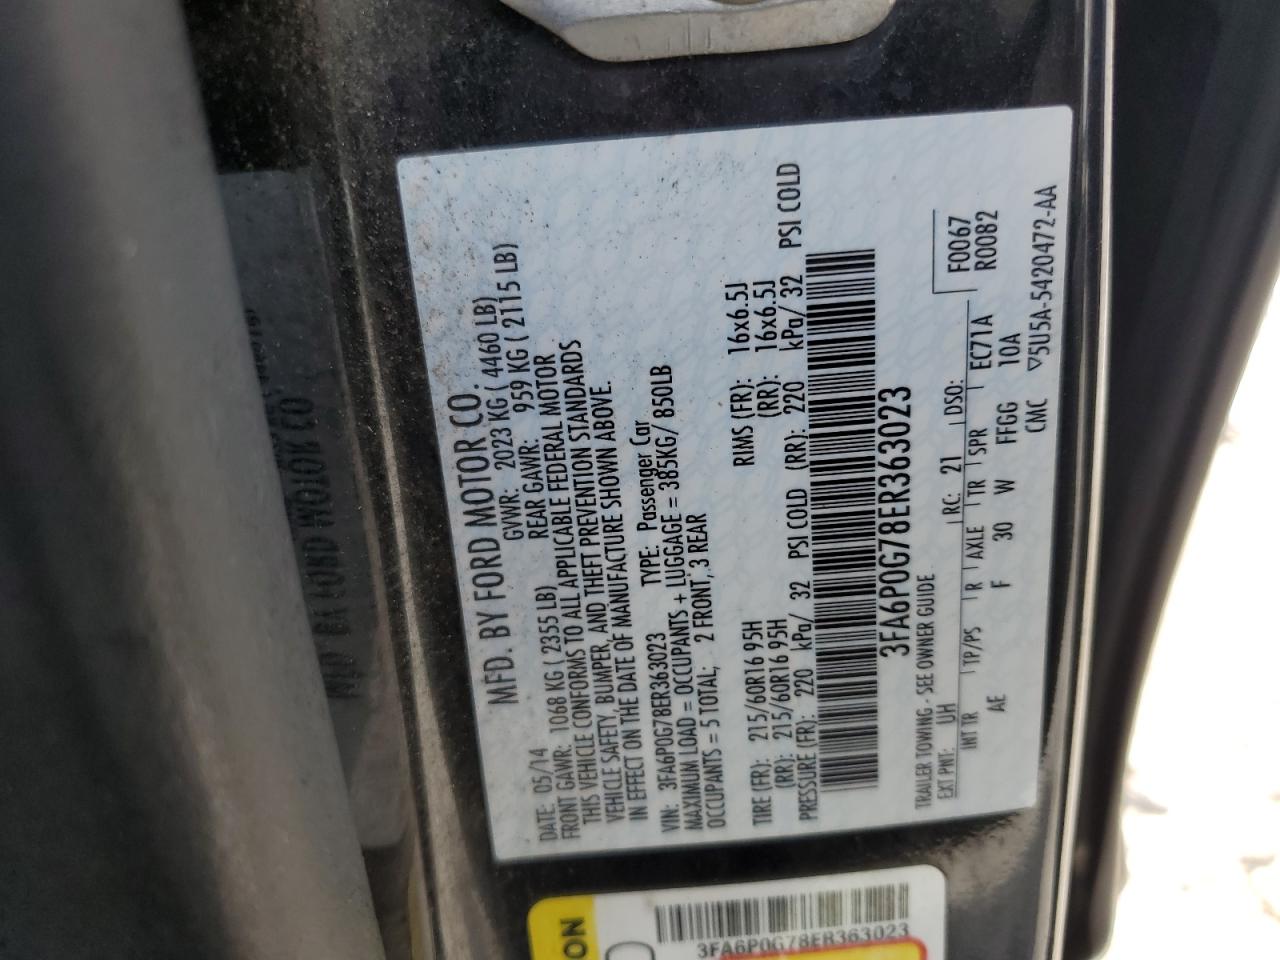 MFD. BY FORD MOTOR CO.
DATE: 05/14 GVWR: 2023 KG ( 4460 LB)
FRONT GAWR: 1068 KG ( 2355 LB) REAR GAWR: 959 KG ( 2115 LB)
THIS VEHICLE CONFORMS TO ALL APPLICABLE FEDERAL MOTOR
VEHICLE SAFETY, BUMPER, AND THEFT PREVENTION STANDARDS
IN EFFECT ON THE DATE OF MANUFACTURE SHOWN ABOVE.
VIN: 3FA6P0G78ER363023 TYPE: Passenger Car
MAXIMUM LOAD = OCCUPANTS + LUGGAGE = 385KG/ 850LB
OCCUPANTS = 5 TOTAL; 2 FRONT, 3 REAR
TIRE (FR): 215/60R16 95H RIMS (FR): 16x6.5J
(RR): 215/60R16 95H (RR): 16x6.5J
PRESSURE (FR): 220 kPa/ 32 PSI COLD (RR): 220 kPa/ 32 PSI COLD
3FA6P0G78ER363023
TRAILER TOWING - SEE OWNER GUIDE F0067
EXT PNT: UH RC: 21 DSO: R0082
INT TR TP/PS R AXLE TR SPR EC71A
AE F 30 W FFGG 10A
CMC ▽5U5A-5420472-AA
ON
3FA6P0G78ER363023